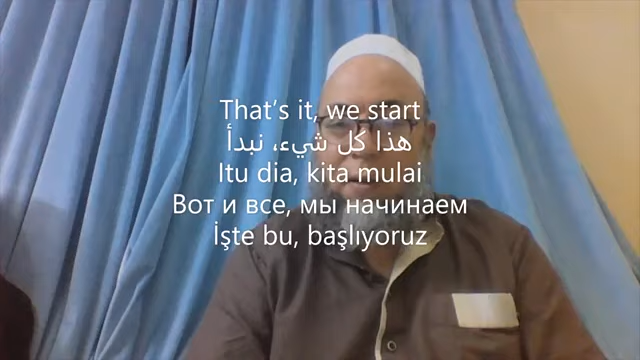 That's it, we start
هذا كل شيء، نبدأ
Itu dia, kita mulai
Вот и все, мы начинаем
İşte bu, başlıyoruz